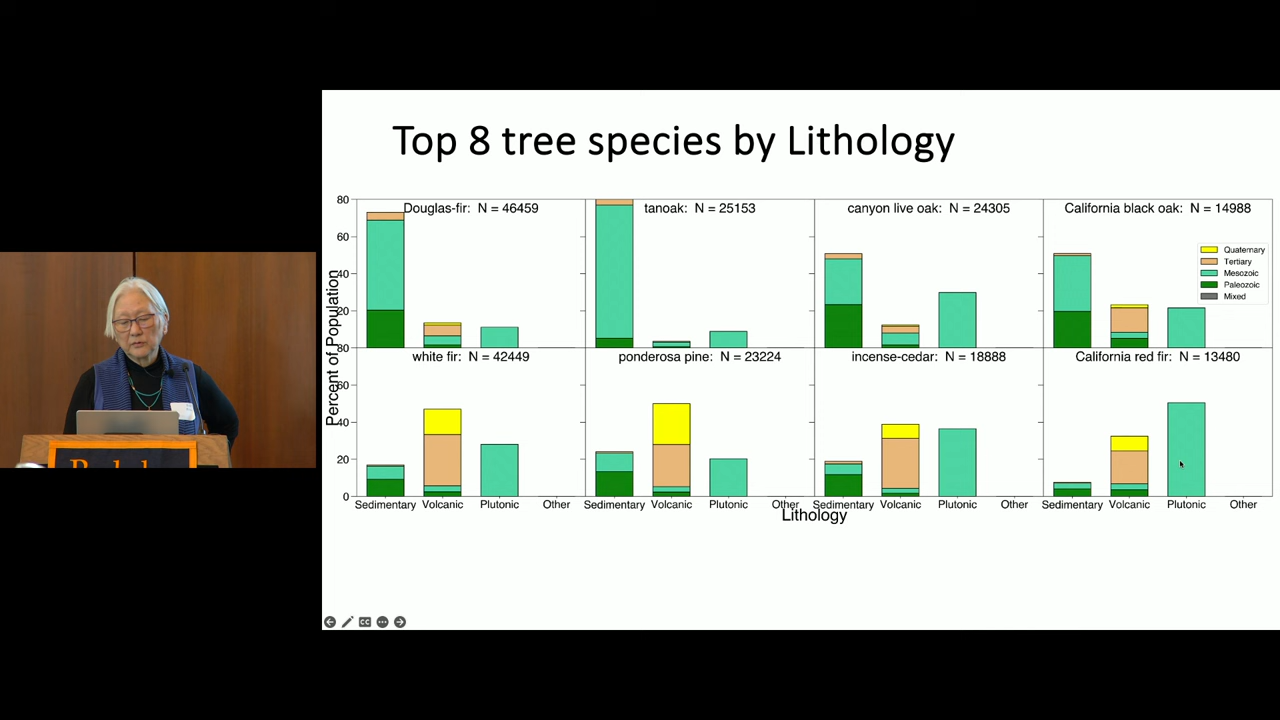 Top 8 tree species by Lithology
Percent of Population
80
60
40
20
80
60
40
20
0
Douglas-fir: N = 46459
tanoak: N = 25153
canyon live oak: N = 24305
California black oak: N = 14988
Quaternary
Tertiary
Mesozoic
Paleozoic
Mixed
white fir: N = 42449
ponderosa pine: N = 23224
incense-cedar: N = 18888
California red fir: N = 13480
Sedimentary Volcanic Plutonic Other Sedimentary Volcanic Plutonic Other Sedimentary Volcanic Plutonic Other Sedimentary Volcanic Plutonic Other
Lithology
CC